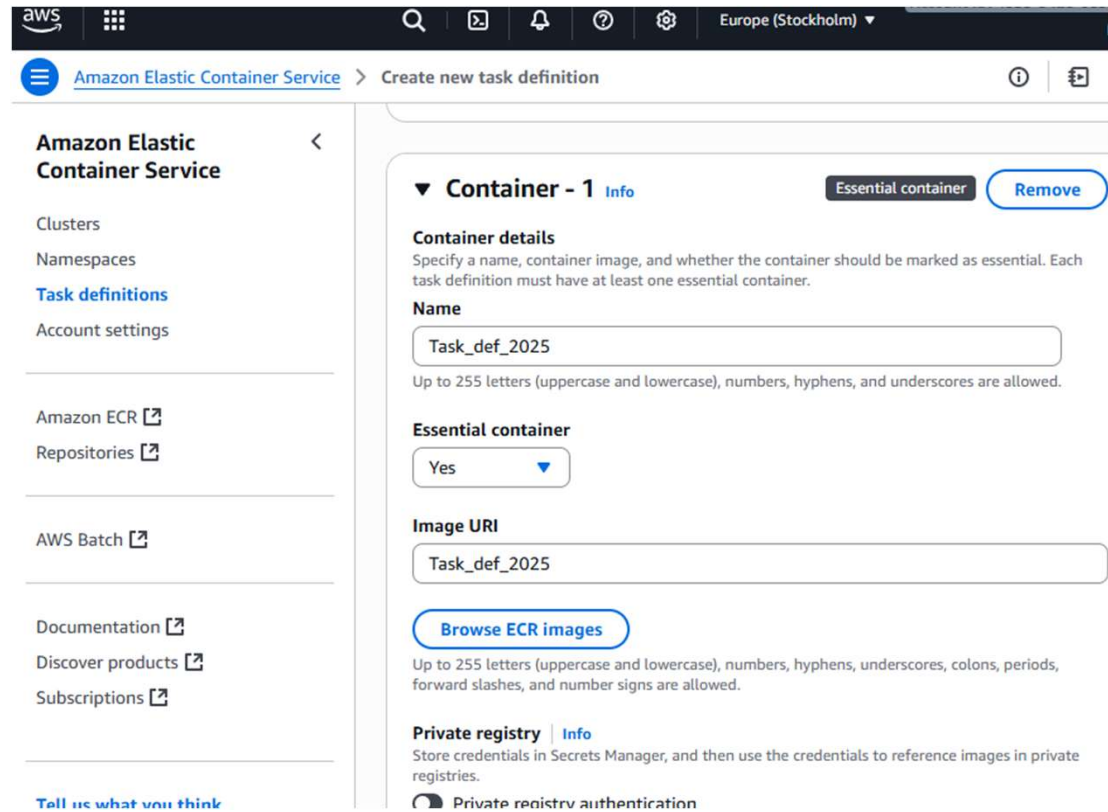 aws
Europe (Stockholm)
Amazon Elastic Container Service > Create new task definition
Amazon Elastic
Container Service
Clusters
Namespaces
Task definitions
Account settings
Amazon ECR
Repositories
AWS Batch
Documentation
Discover products
Subscriptions
Tell us what you think
Container - 1 Info
Essential container
Remove
Container details
Specify a name, container image, and whether the container should be marked as essential. Each
task definition must have at least one essential container.
Name
Task_def_2025
Up to 255 letters (uppercase and lowercase), numbers, hyphens, and underscores are allowed.
Essential container
Yes
Image URI
Task_def_2025
Browse ECR images
Up to 255 letters (uppercase and lowercase), numbers, hyphens, underscores, colons, periods,
forward slashes, and number signs are allowed.
Private registry Info
Store credentials in Secrets Manager, and then use the credentials to reference images in private
registries.
Private registry authentication